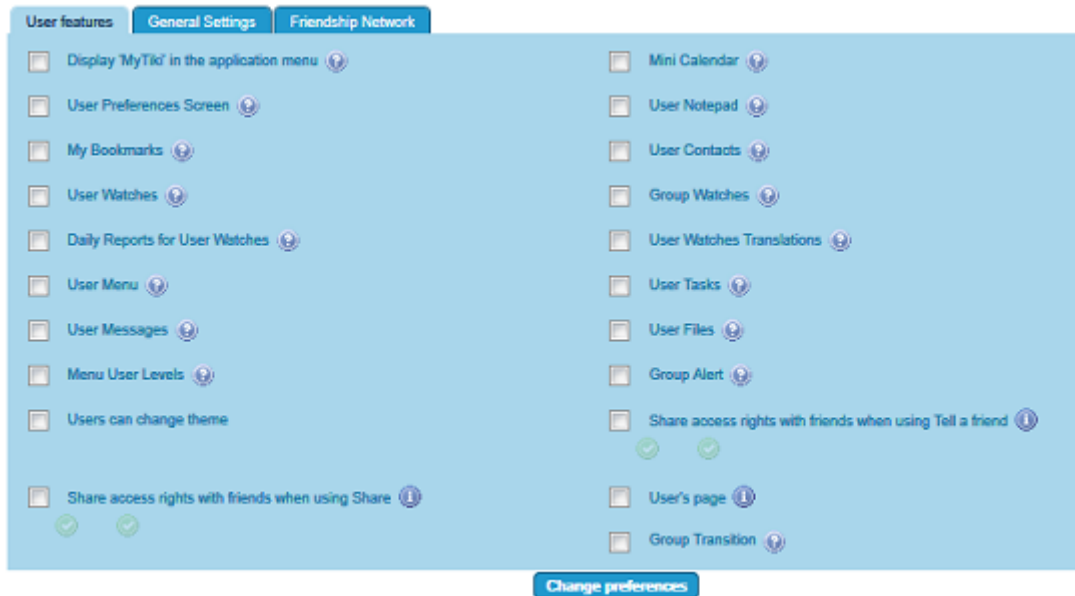 User features General Settings Friendship Network
Display 'MyTiki' in the application menu
Mini Calendar
User Preferences Screen
User Notepad
My Bookmarks
User Contacts
User Watches
Group Watches
Daily Reports for User Watches
User Watches Translations
User Menu
User Tasks
User Messages
User Files
Menu User Levels
Group Alert
Users can change theme
Share access rights with friends when using Tell a friend
Share access rights with friends when using Share
User's page
Group Transition
Change preferences